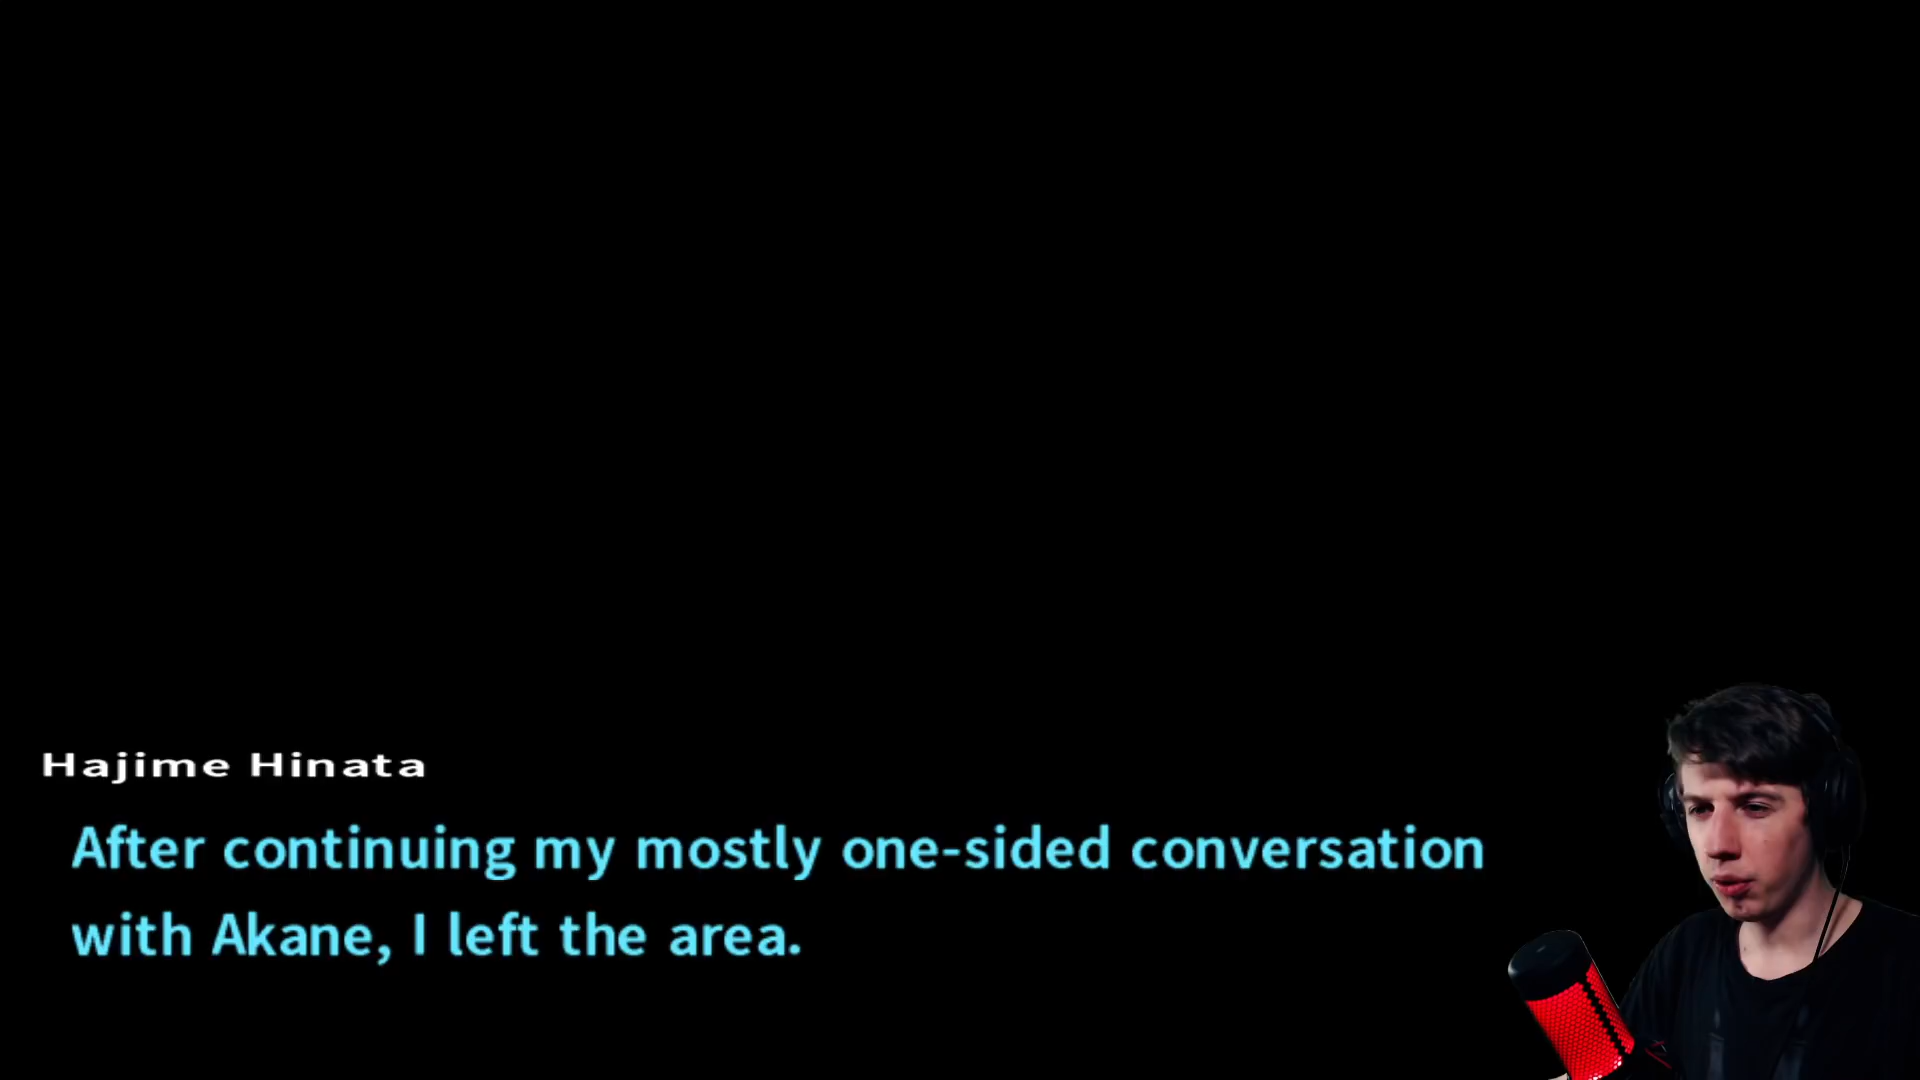 Hajime Hinata
After continuing my mostly one-sided conversation
with Akane, I left the area.